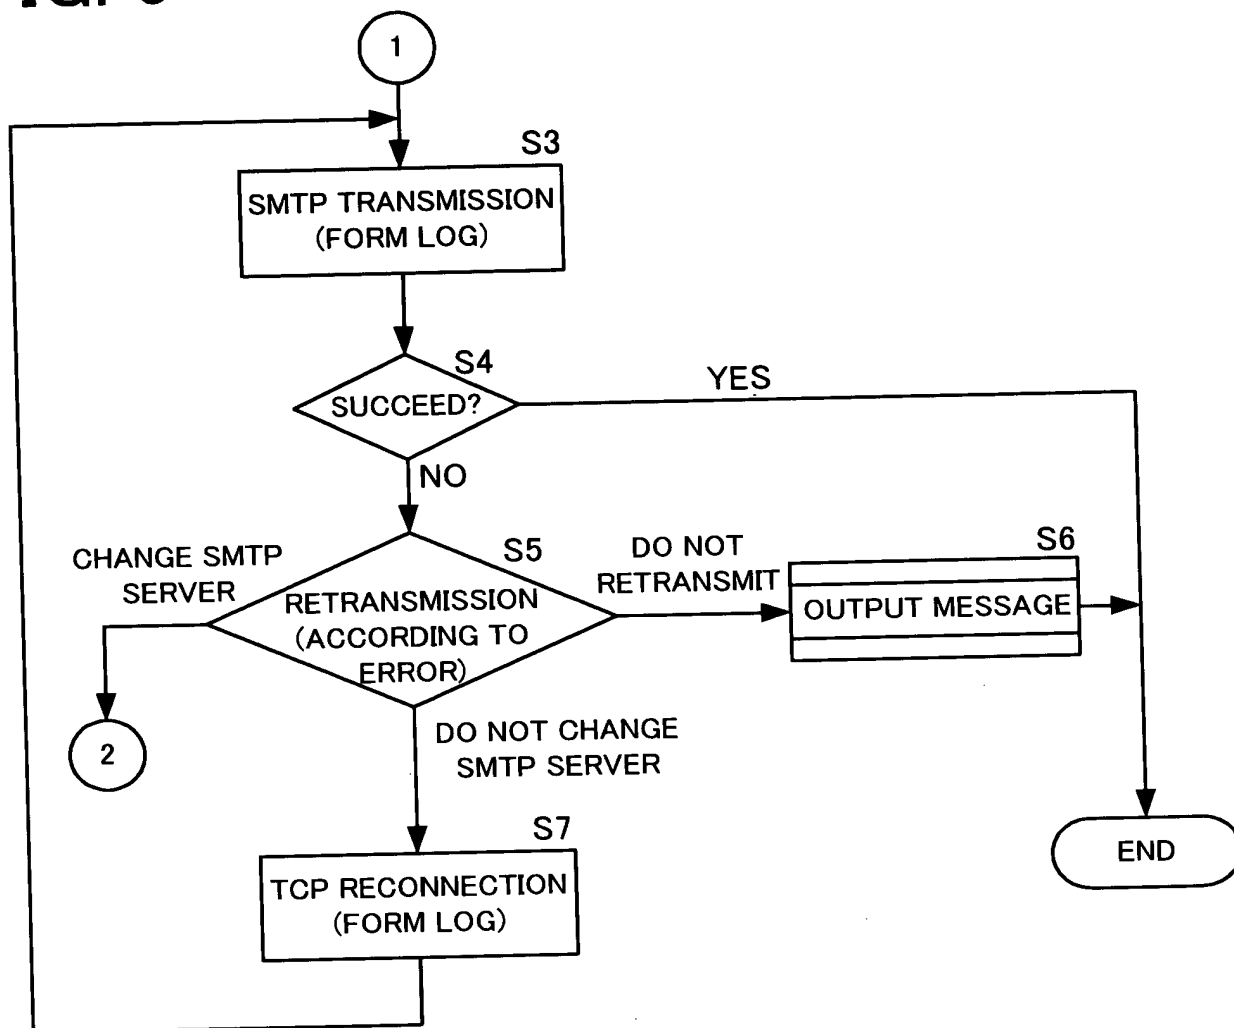 1
S3
SMTP TRANSMISSION
(FORM LOG)
S4
SUCCEED?
YES
NO
CHANGE SMTP
SERVER
S5
RETRANSMISSION
(ACCORDING TO
ERROR)
DO NOT
RETRANSMIT
S6
OUTPUT MESSAGE
2
DO NOT CHANGE
SMTP SERVER
S7
TCP RECONNECTION
(FORM LOG)
END